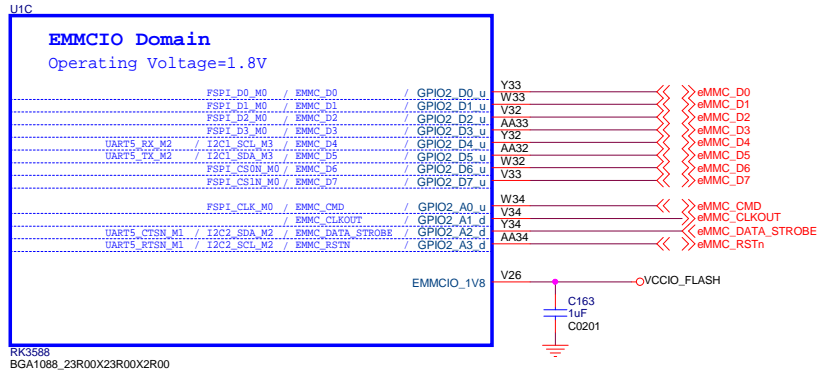 U1C
EMMCIO Domain
Operating Voltage=1.8V
FSPI_D0_M0 / EMMC_D0 / GPIO2_D0_u Y33 eMMC_D0
FSPI_D1_M0 / EMMC_D1 / GPIO2_D1_u W33 eMMC_D1
FSPI_D2_M0 / EMMC_D2 / GPIO2_D2_u V32 eMMC_D2
FSPI_D3_M0 / EMMC_D3 / GPIO2_D3_u AA33 eMMC_D3
UART5_RX_M2 / I2C1_SCL_M3 / EMMC_D4 / GPIO2_D4_u Y32 eMMC_D4
UART5_TX_M2 / I2C1_SDA_M3 / EMMC_D5 / GPIO2_D5_u AA32 eMMC_D5
FSPI_CS0N_M0 / EMMC_D6 / GPIO2_D6_u W32 eMMC_D6
FSPI_CS1N_M0 / EMMC_D7 / GPIO2_D7_u V33 eMMC_D7
FSPI_CLK_M0 / EMMC_CMD / GPIO2_A0_u W34 eMMC_CMD
/ EMMC_CLKOUT / GPIO2_A1_d V34 eMMC_CLKOUT
UART5_CTSN_M1 / I2C2_SDA_M2 / EMMC_DATA_STROBE / GPIO2_A2_d Y34 eMMC_DATA_STROBE
UART5_RTSN_M1 / I2C2_SCL_M2 / EMMC_RSTN / GPIO2_A3_d AA34 eMMC_RSTn
EMMCIO_1V8 V26 VCCIO_FLASH
C163
1uF
C0201
RK3588
BGA1088_23R00X23R00X2R00